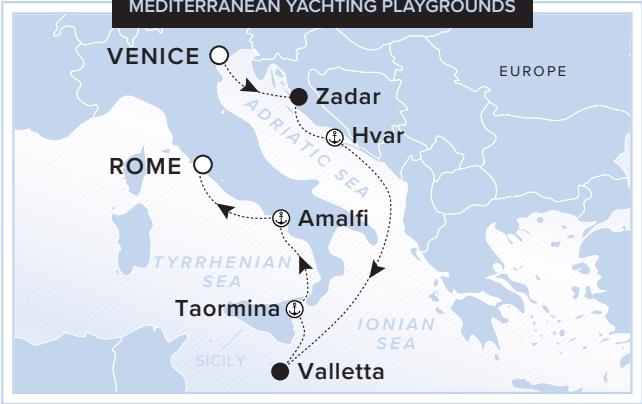 MEDITERRANEAN YACHTING PLAYGROUNDS
VENICE
EUROPE
Zadar
ADRIATIC SEA
Hvar
ROME
Amalfi
TYRRHENIAN
SEA
Taormina
IONIAN
SEA
SICILY
Valletta